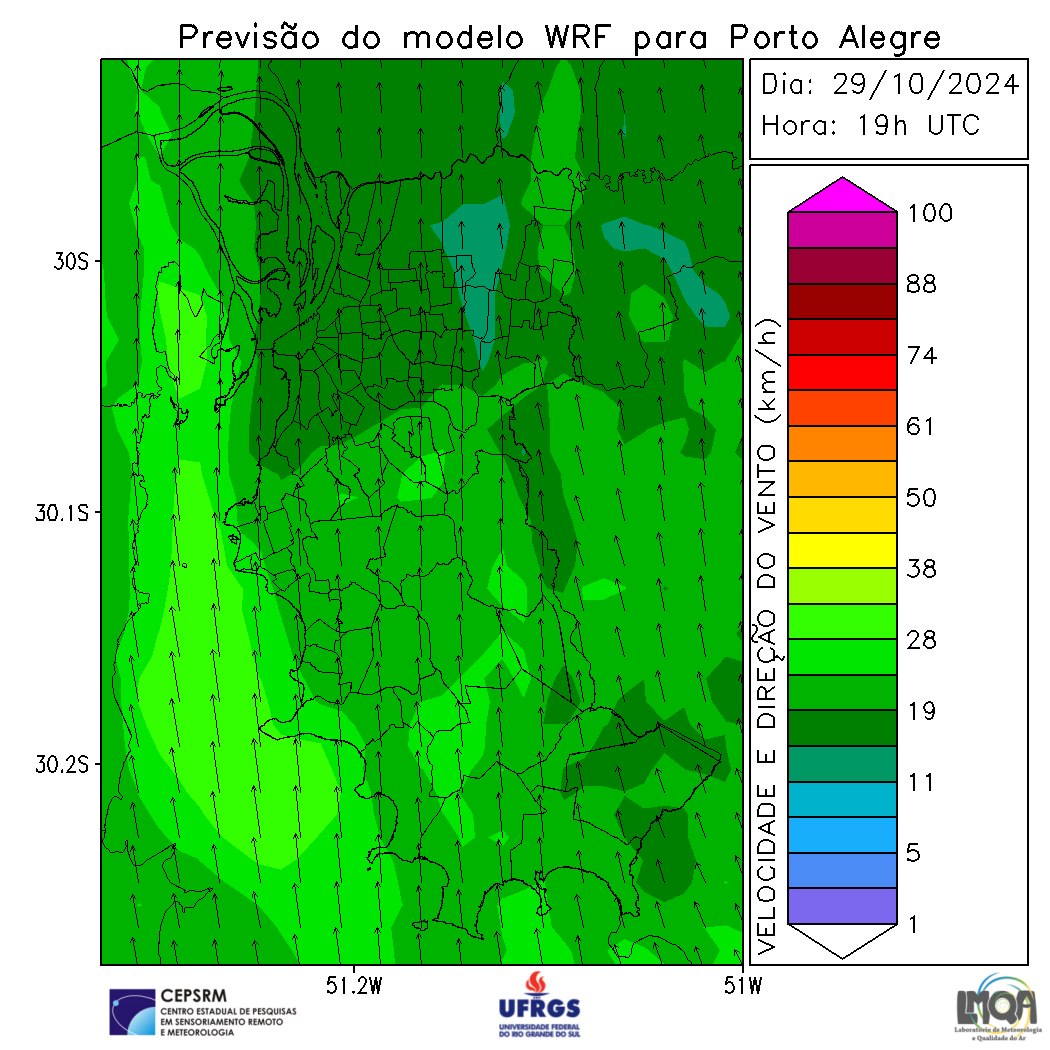 Previsão do modelo WRF para Porto Alegre
Dia: 29/10/2024
Hora: 19h UTC
30S
30.1S
30.2S
51.2W
51W
VELOCIDADE E DIREÇÃO DO VENTO (km/h)
100
88
74
61
50
38
28
19
11
5
1
CEPSRM
CENTRO ESTADUAL DE PESQUISAS
EM SENSORIAMENTO REMOTO
E METEOROLOGIA
UFRGS
UNIVERSIDADE FEDERAL
DO RIO GRANDE DO SUL
LMQA
Laboratório de Meteorologia
e Qualidade do Ar